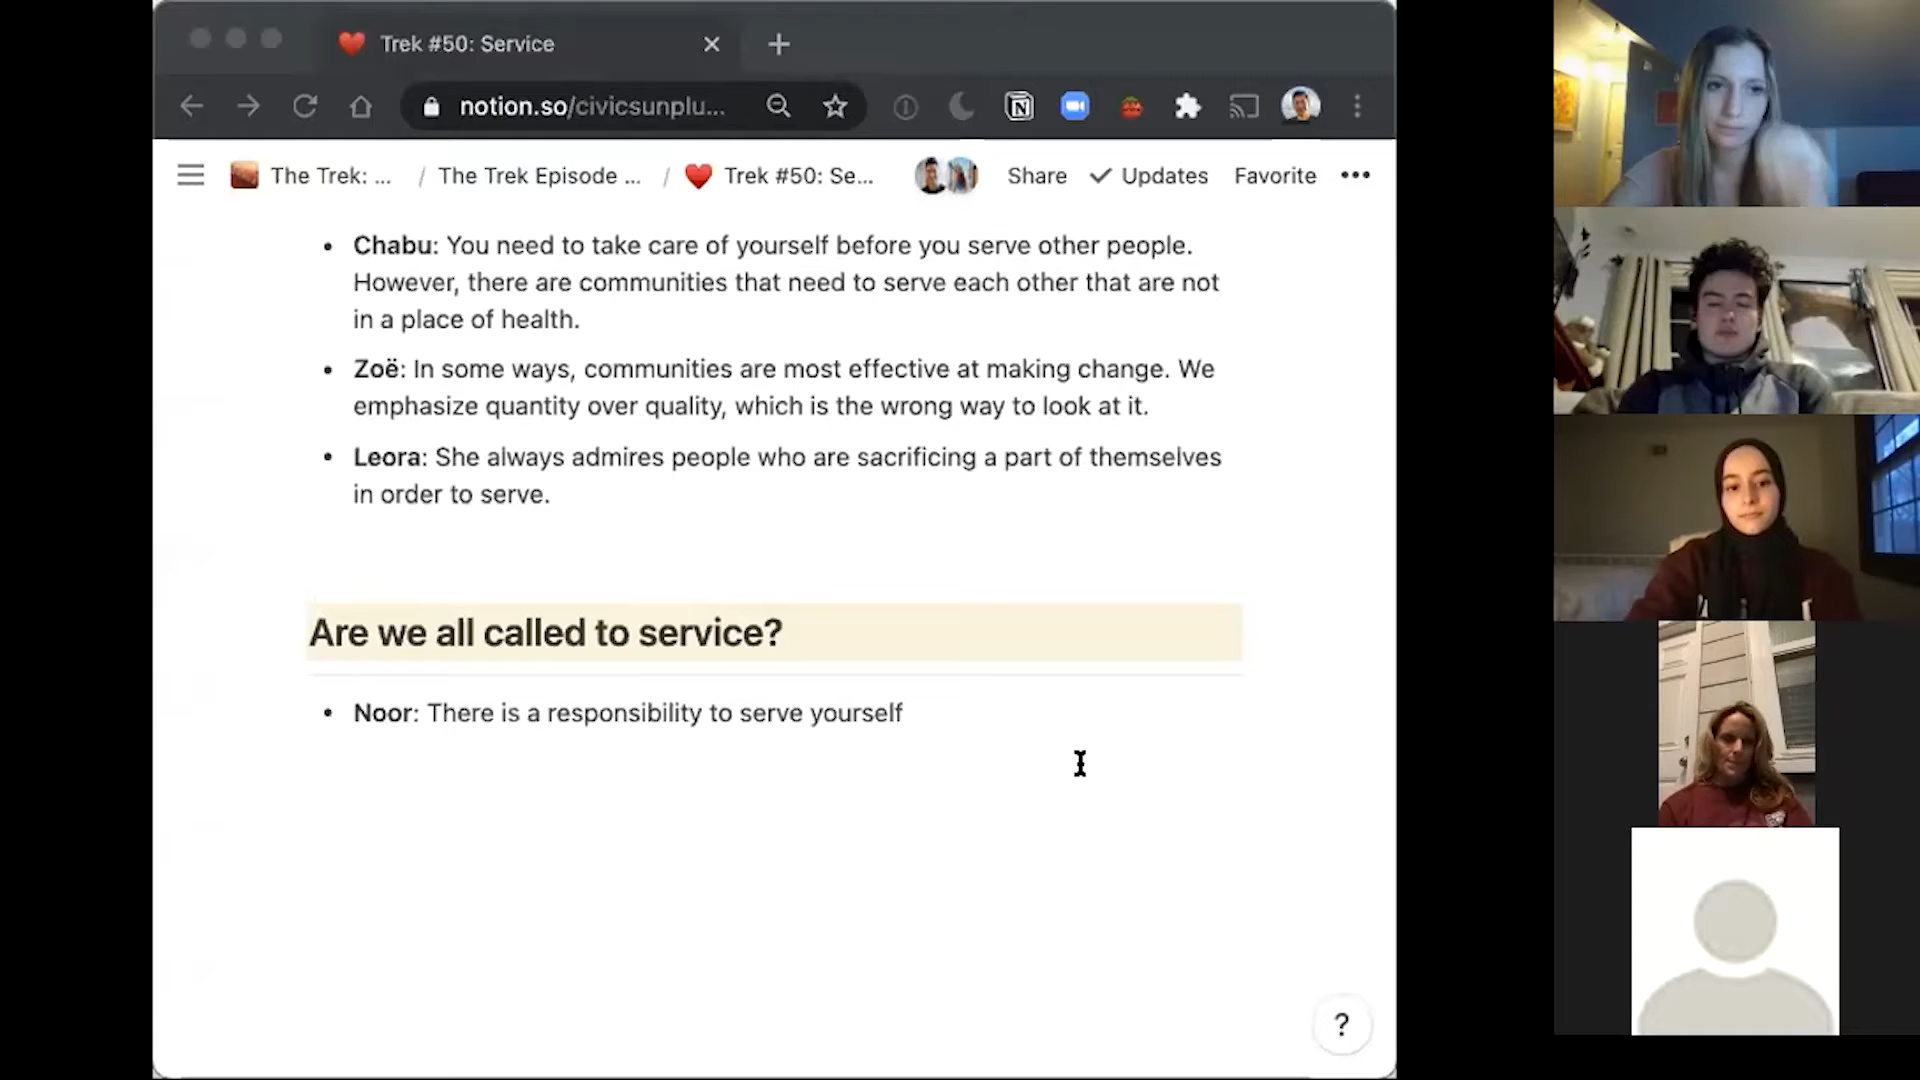 Trek #50: Service
notion.so/civicsunplu...
The Trek: ... / The Trek Episode ... / Trek #50: Se... Share Updates Favorite
• Chabu: You need to take care of yourself before you serve other people.
However, there are communities that need to serve each other that are not
in a place of health.
• Zoë: In some ways, communities are most effective at making change. We
emphasize quantity over quality, which is the wrong way to look at it.
• Leora: She always admires people who are sacrificing a part of themselves
in order to serve.
Are we all called to service?
• Noor: There is a responsibility to serve yourself
?